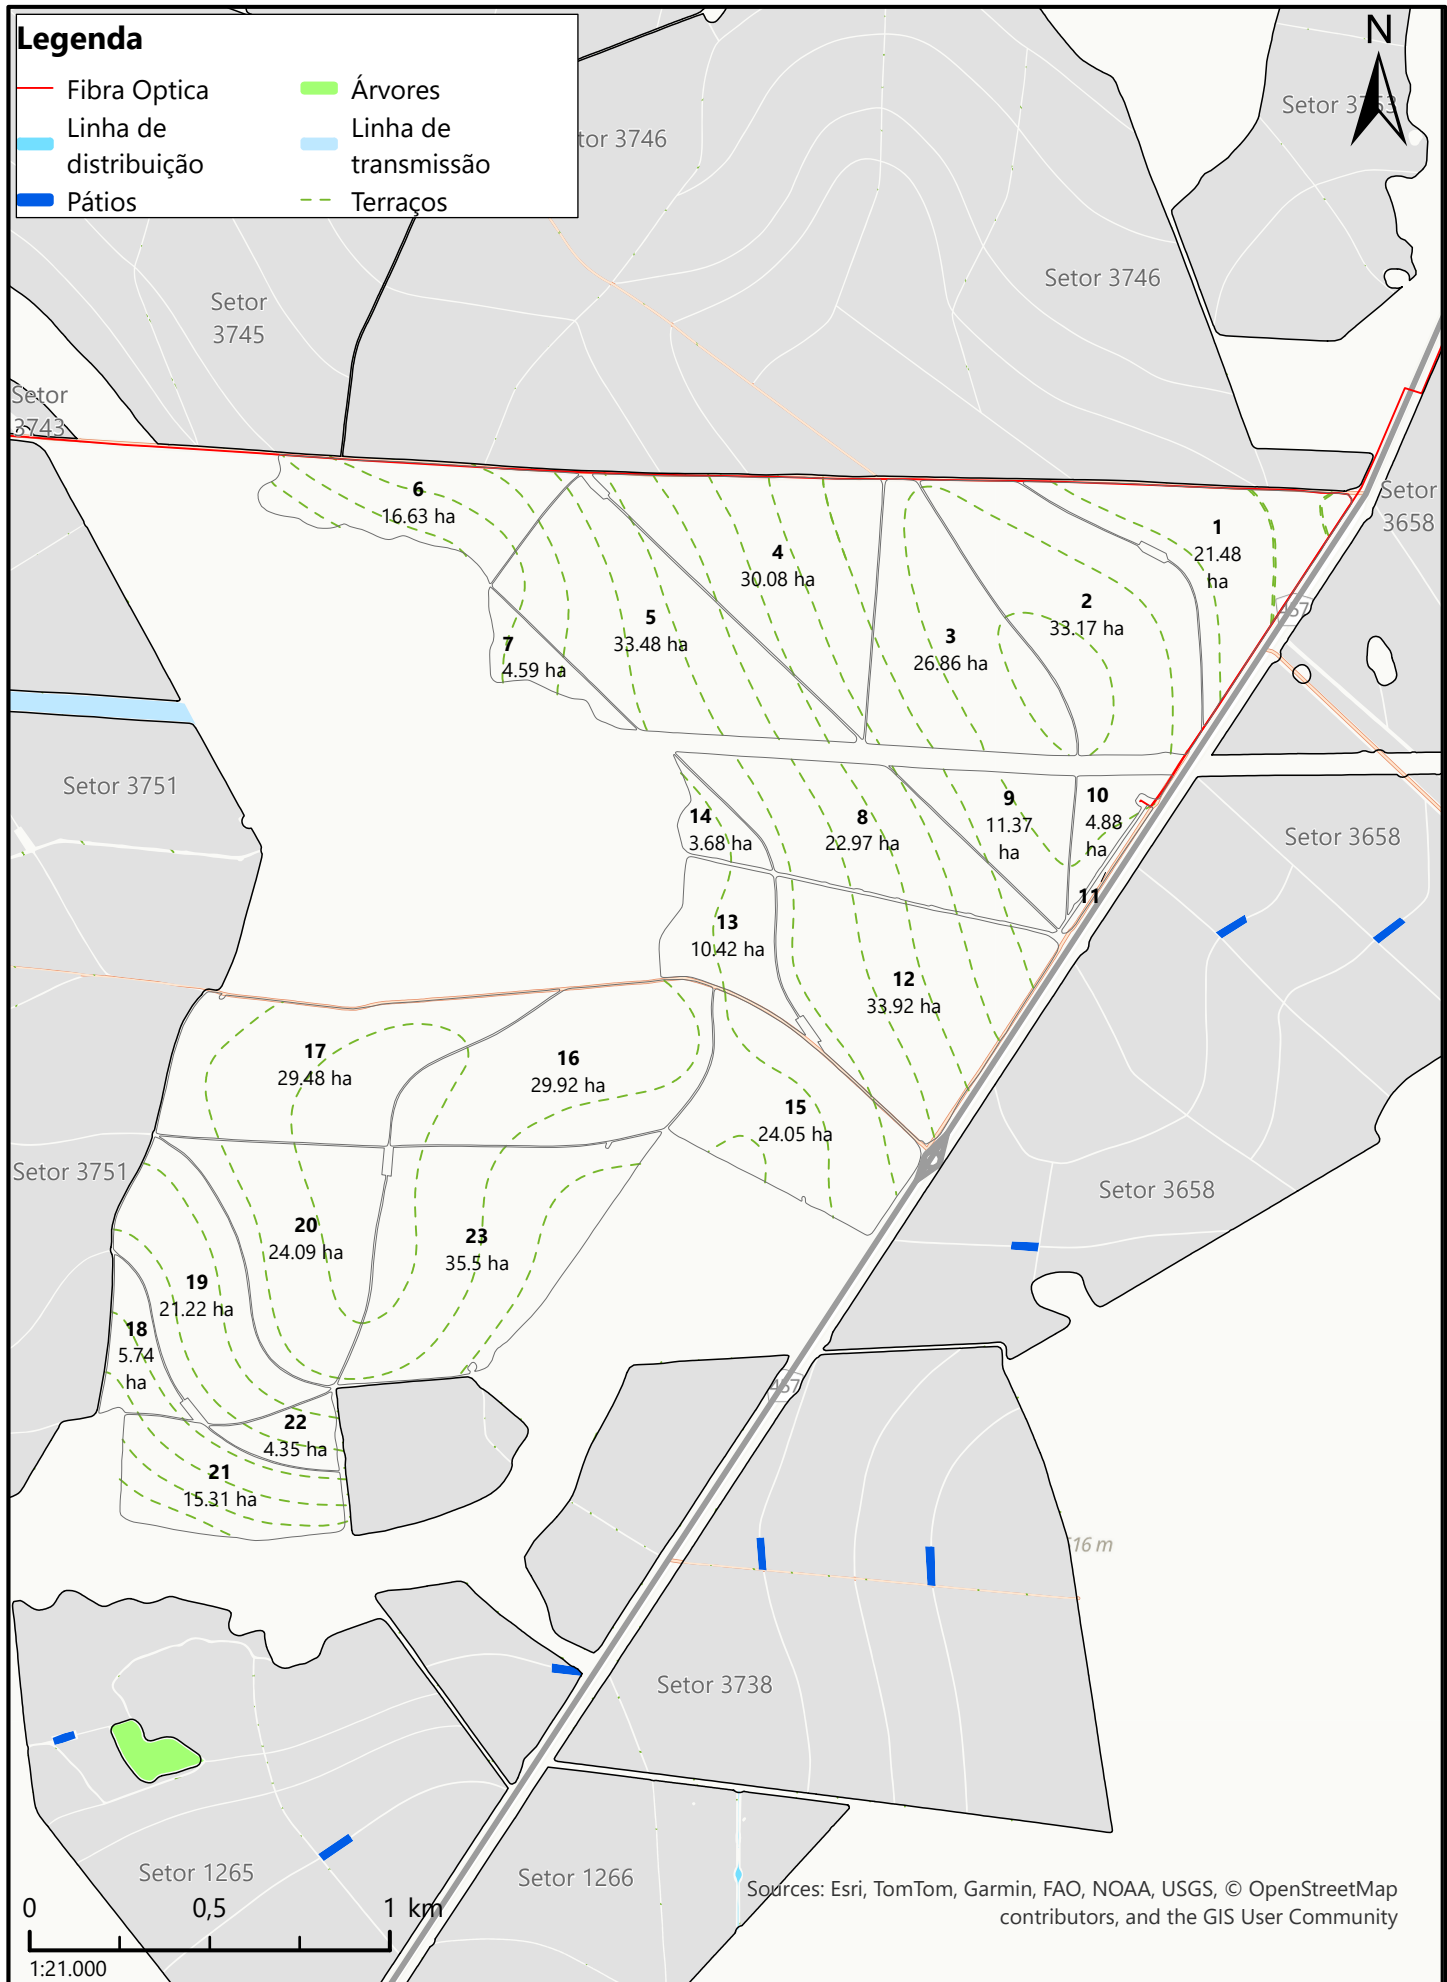 Legenda
Fibra Optica
Árvores
Linha de
distribuição
Linha de
transmissão
Pátios
Terraços
N
Setor 3753
tor 3746
Setor 3746
Setor
3745
Setor
3743
Setor
3658
6
16.63 ha
1
21.48
ha
4
30.08 ha
2
33.17 ha
5
33.48 ha
3
26.86 ha
7
4.59 ha
457
Setor 3751
14
3.68 ha
8
22.97 ha
9
11.37
ha
10
4.88
ha
11
Setor 3658
13
10.42 ha
12
33.92 ha
17
29.48 ha
16
29.92 ha
15
24.05 ha
Setor 3751
Setor 3658
20
24.09 ha
23
35.5 ha
19
21.22 ha
18
5.74
ha
457
22
4.35 ha
21
15.31 ha
16 m
Setor 3738
Setor 1265
Setor 1266
0 0,5 1 km
1:21.000
Sources: Esri, TomTom, Garmin, FAO, NOAA, USGS, © OpenStreetMap
contributors, and the GIS User Community